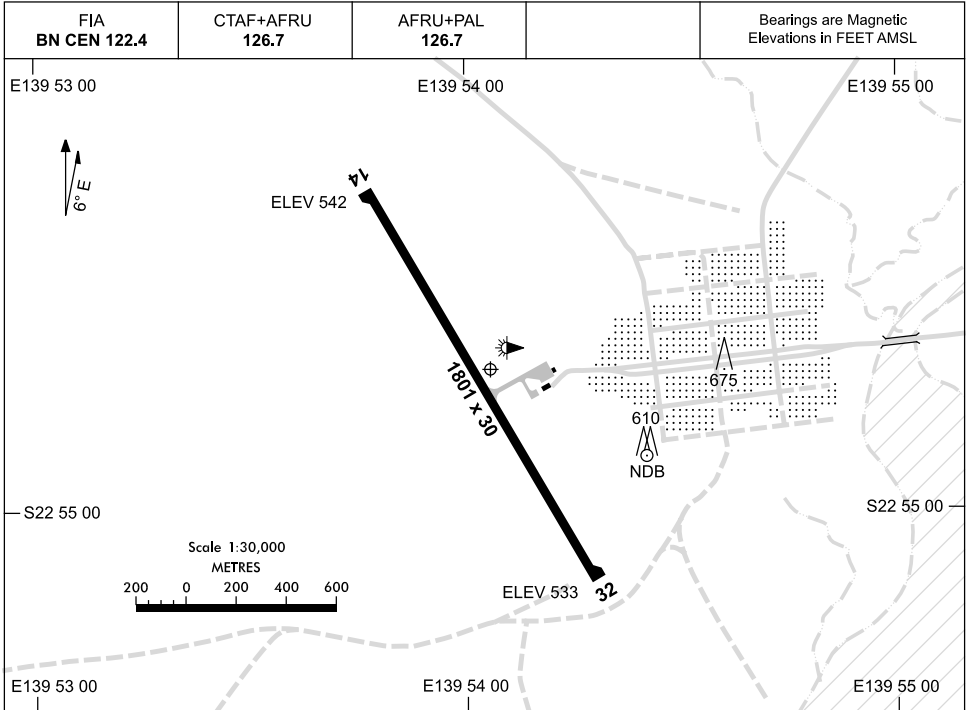 FIA
BN CEN 122.4
CTAF+AFRU
126.7
AFRU+PAL
126.7
Bearings are Magnetic
Elevations in FEET AMSL
E139 53 00
E139 54 00
E139 55 00
6° E
14
ELEV 542
1801 x 30
675
610
NDB
S22 55 00
S22 55 00
Scale 1:30,000
METRES
200 0 200 400 600
ELEV 533
32
E139 53 00
E139 54 00
E139 55 00